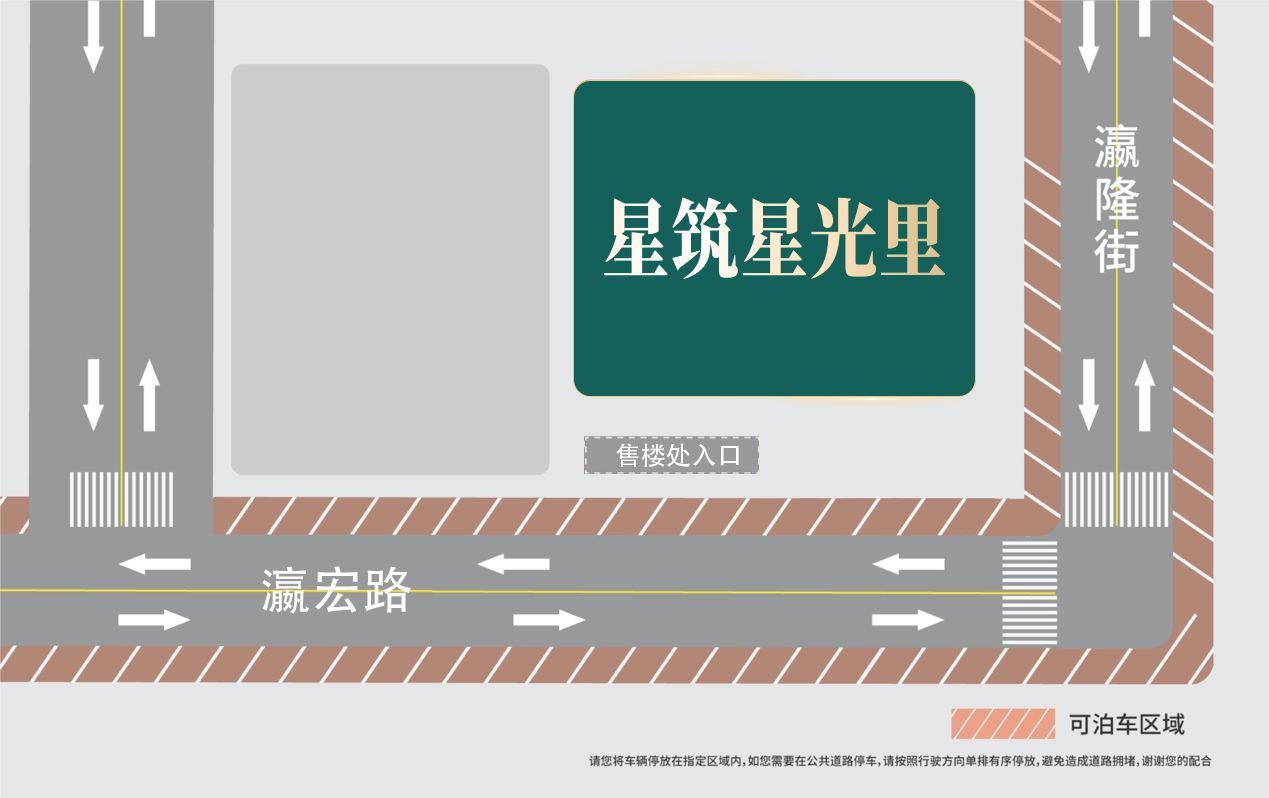 星筑星光里
瀛隆街
售楼处入口
瀛宏路
可泊车区域
请您将车辆停放在指定区域内,如您需要在公共道路停车,请按照行驶方向单排有序停放,避免造成道路拥堵,谢谢您的配合